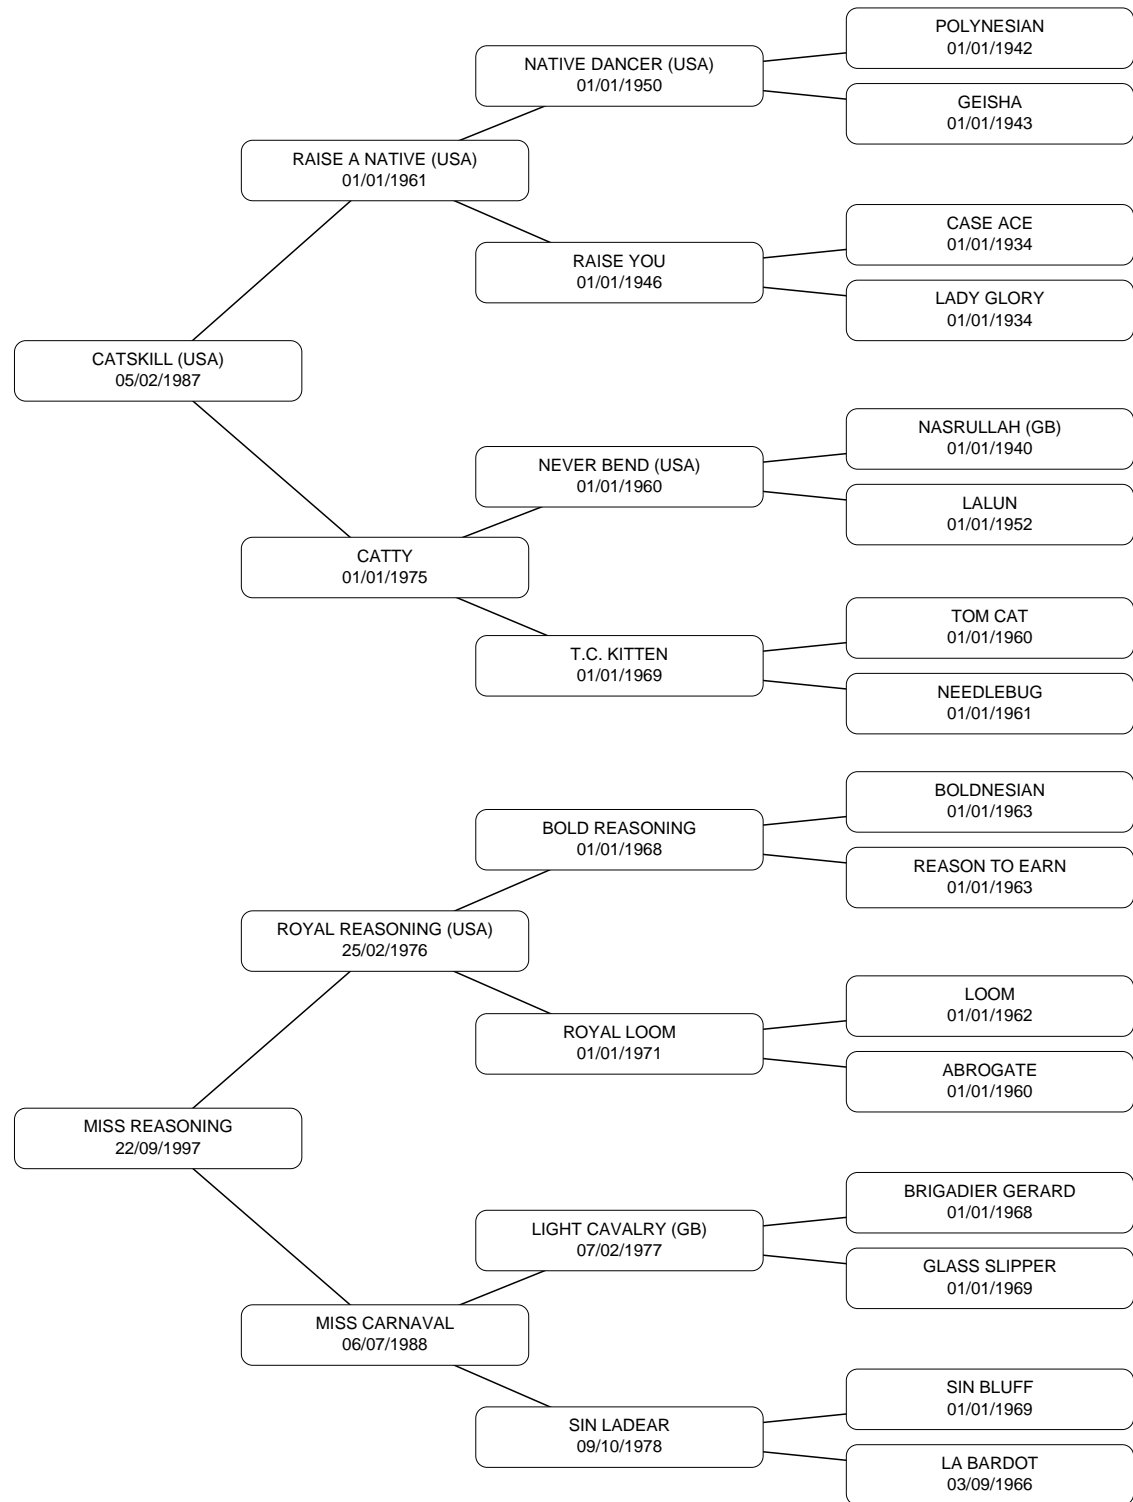 POLYNESIAN
01/01/1942
NATIVE DANCER (USA)
01/01/1950
GEISHA
01/01/1943
RAISE A NATIVE (USA)
01/01/1961
CASE ACE
01/01/1934
RAISE YOU
01/01/1946
LADY GLORY
01/01/1934
CATSKILL (USA)
05/02/1987
NASRULLAH (GB)
01/01/1940
NEVER BEND (USA)
01/01/1960
LALUN
01/01/1952
CATTY
01/01/1975
TOM CAT
01/01/1960
T.C. KITTEN
01/01/1969
NEEDLEBUG
01/01/1961
BOLDNESIAN
01/01/1963
BOLD REASONING
01/01/1968
REASON TO EARN
01/01/1963
ROYAL REASONING (USA)
25/02/1976
LOOM
01/01/1962
ROYAL LOOM
01/01/1971
ABROGATE
01/01/1960
MISS REASONING
22/09/1997
BRIGADIER GERARD
01/01/1968
LIGHT CAVALRY (GB)
07/02/1977
GLASS SLIPPER
01/01/1969
MISS CARNAVAL
06/07/1988
SIN BLUFF
01/01/1969
SIN LADEAR
09/10/1978
LA BARDOT
03/09/1966